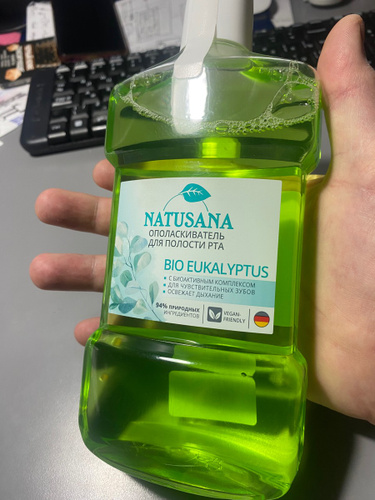 NATUSANA
ОПОЛАСКИВАТЕЛЬ
ДЛЯ ПОЛОСТИ РТА
BIO EUKALYPTUS
• С БИОАКТИВНЫМ КОМПЛЕКСОМ
• ДЛЯ ЧУВСТВИТЕЛЬНЫХ ЗУБОВ
• ОСВЕЖАЕТ ДЫХАНИЕ
94% ПРИРОДНЫХ
ИНГРЕДИЕНТОВ
VEGAN-
FRIENDLY